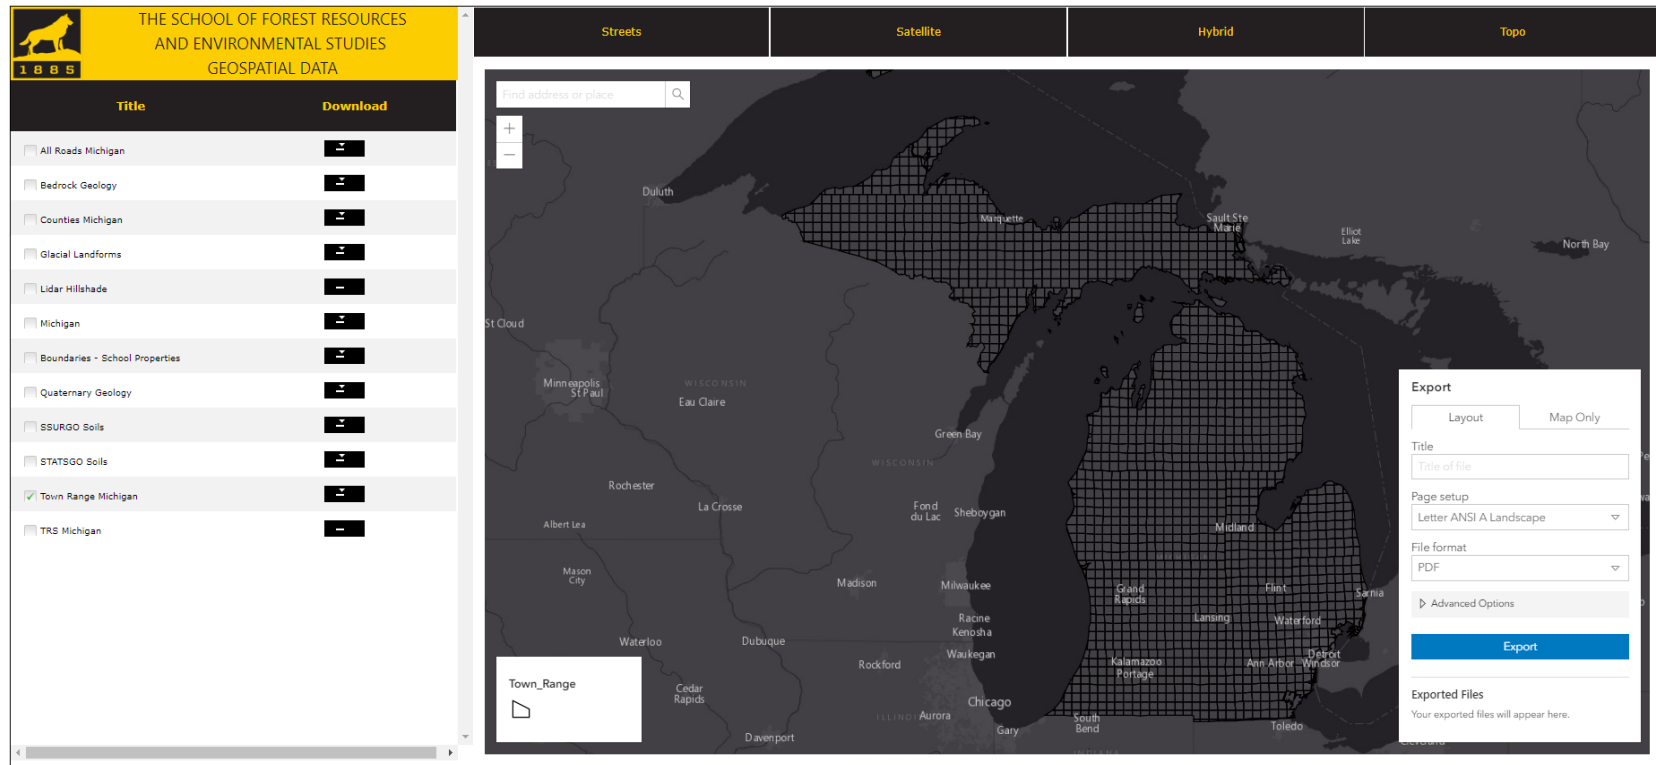 THE SCHOOL OF FOREST RESOURCES
AND ENVIRONMENTAL STUDIES
GEOSPATIAL DATA
1885
Title Download
All Roads Michigan
Bedrock Geology
Counties Michigan
Glacial Landforms
Lidar Hillshade
Michigan
Boundaries - School Properties
Quaternary Geology
SSURGO Soils
STATSGO Soils
Town Range Michigan
TRS Michigan
Streets Satellite Hybrid Topo
Find address or place
+
−
Duluth
Marquette
Sault Ste
Marie
Elliot
Lake
North Bay
St Cloud
Minneapolis
St Paul
WISCONSIN
Eau Claire
Green Bay
WISCONSIN
Rochester
La Crosse
Fond
du Lac
Sheboygan
Albert Lea
Midland
Mason
City
Madison
Milwaukee
Grand
Rapids
Flint
Sarnia
Racine
Kenosha
Lansing
Waterford
Waterloo
Dubuque
Waukegan
Rockford
Kalamazoo
Portage
Ann Arbor
Detroit
Windsor
Cedar
Rapids
Chicago
Aurora
Gary
South
Bend
Toledo
Davenport
INDIANA
Cleveland
Town_Range
Export
Layout Map Only
Title
Title of file
Page setup
Letter ANSI A Landscape
File format
PDF
Advanced Options
Export
Exported Files
Your exported files will appear here.